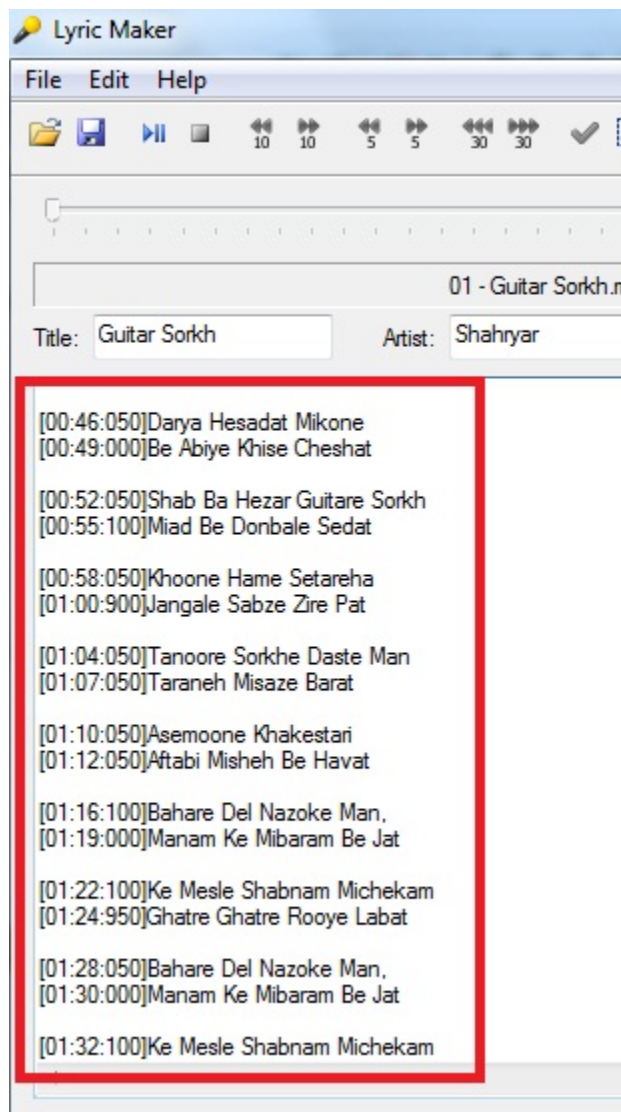 Lyric Maker
File Edit Help
10 10 5 5 30 30
01 - Guitar Sorkh.m
Title: Guitar Sorkh Artist: Shahryar
[00:46:050]Darya Hesadat Mikone
[00:49:000]Be Abiye Khise Cheshat
[00:52:050]Shab Ba Hezar Guitare Sorkh
[00:55:100]Miad Be Donbale Sedat
[00:58:050]Khoone Hame Setareha
[01:00:900]Jangale Sabze Zire Pat
[01:04:050]Tanoore Sorkhe Daste Man
[01:07:050]Taraneh Misaze Barat
[01:10:050]Asemoone Khakestari
[01:12:050]Aftabi Misheh Be Havat
[01:16:100]Bahare Del Nazoke Man,
[01:19:000]Manam Ke Mibaram Be Jat
[01:22:100]Ke Mesle Shabnam Michekam
[01:24:950]Ghatre Ghatre Rooye Labat
[01:28:050]Bahare Del Nazoke Man,
[01:30:000]Manam Ke Mibaram Be Jat
[01:32:100]Ke Mesle Shabnam Michekam